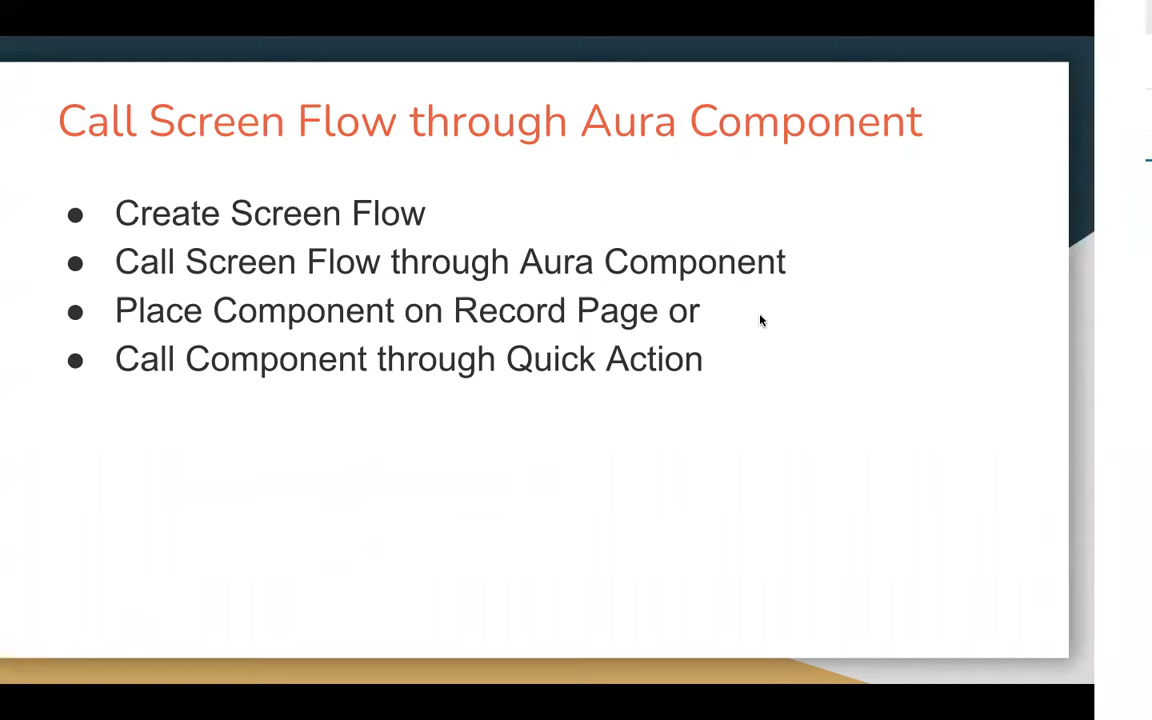 Call Screen Flow through Aura Component
● Create Screen Flow
● Call Screen Flow through Aura Component
● Place Component on Record Page or
● Call Component through Quick Action